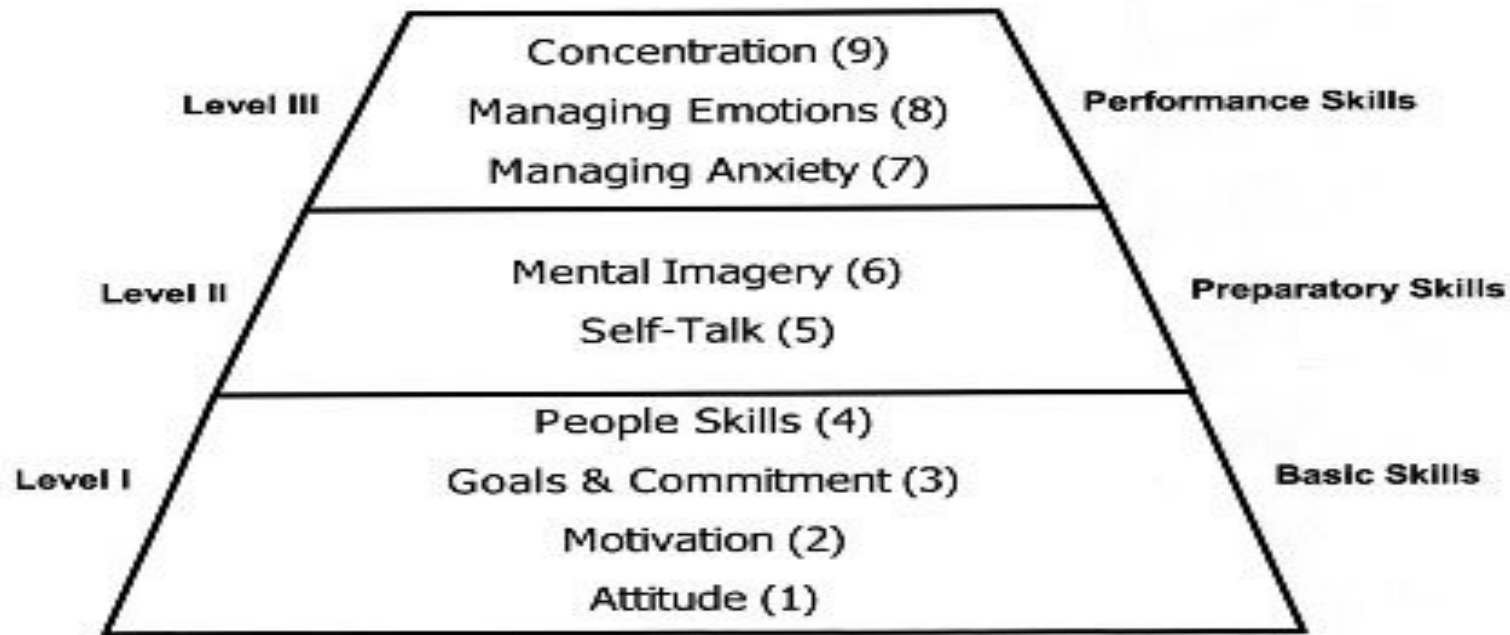 Concentration (9)
Level III
Managing Emotions (8)
Performance Skills
Managing Anxiety (7)
Mental Imagery (6)
Level II
Preparatory Skills
Self-Talk (5)
People Skills (4)
Level I
Goals & Commitment (3)
Basic Skills
Motivation (2)
Attitude (1)